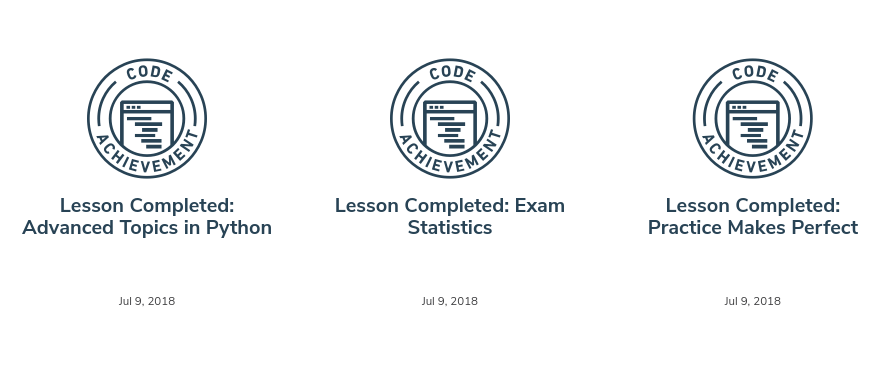 CODE
ACHIEVEMENT
Lesson Completed:
Advanced Topics in Python
Jul 9, 2018
CODE
ACHIEVEMENT
Lesson Completed: Exam
Statistics
Jul 9, 2018
CODE
ACHIEVEMENT
Lesson Completed:
Practice Makes Perfect
Jul 9, 2018